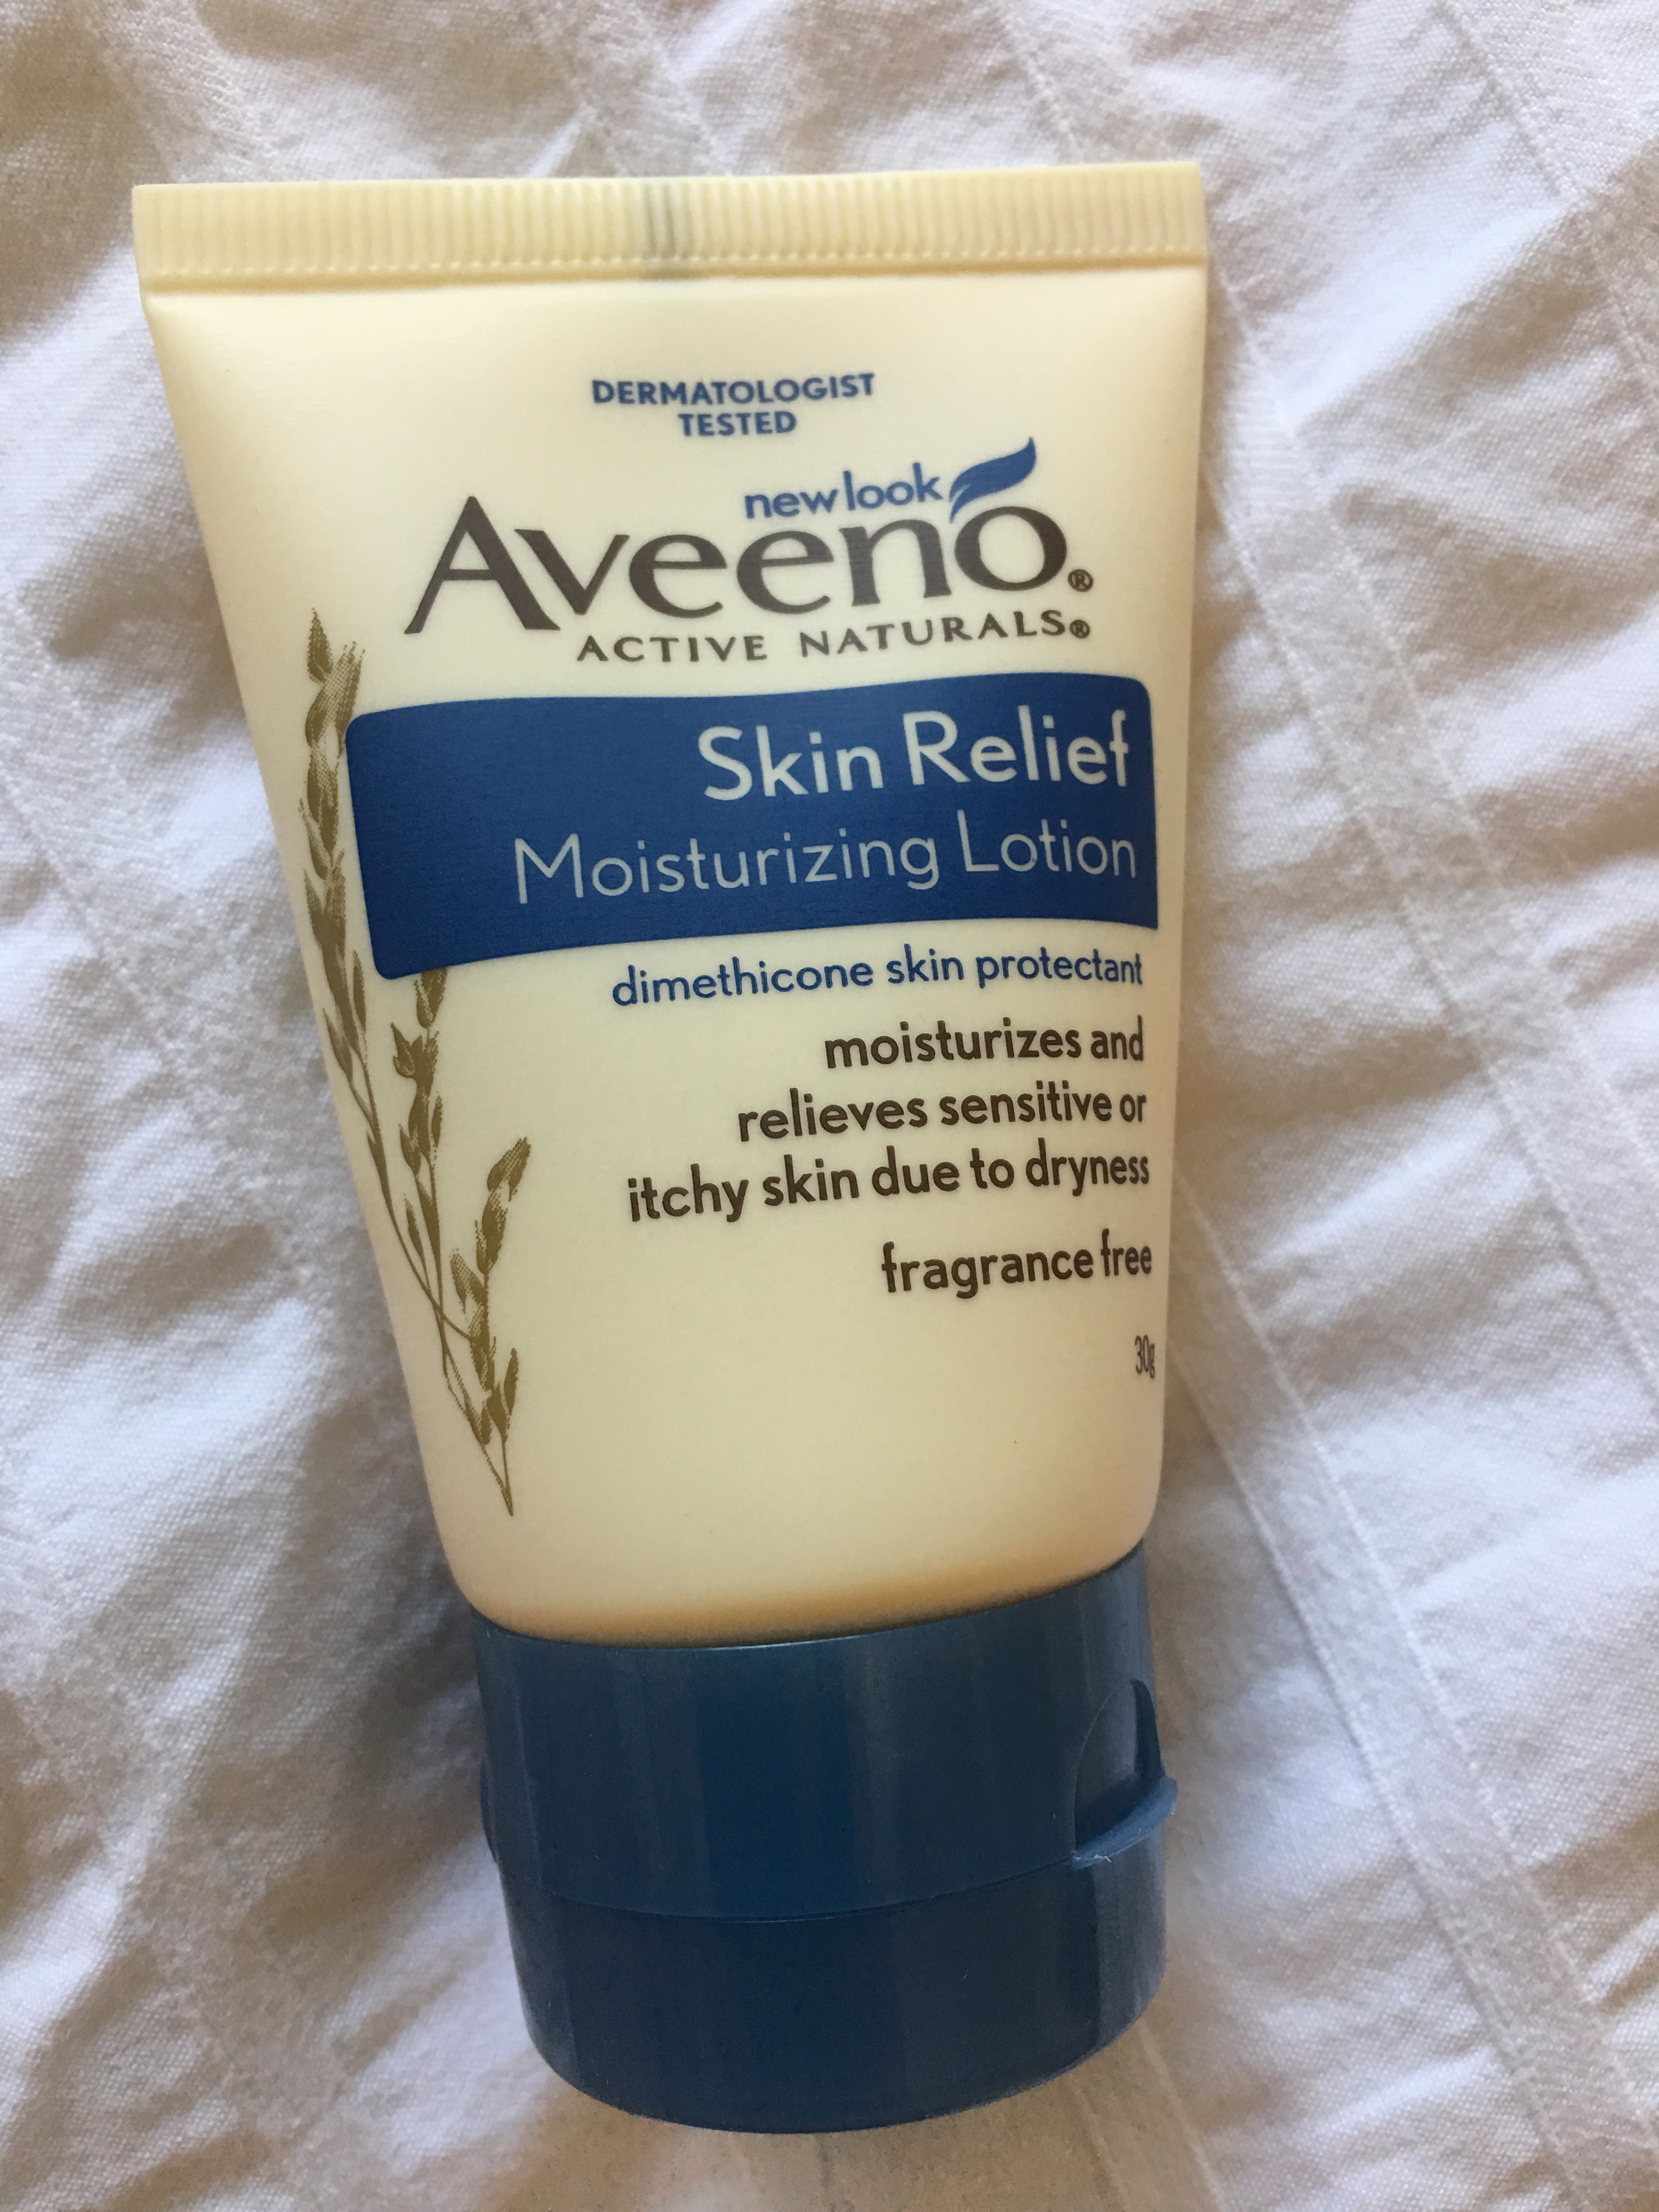 DERMATOLOGIST
TESTED
new look
Aveeno®
ACTIVE NATURALS®
Skin Relief
Moisturizing Lotion
dimethicone skin protectant
moisturizes and
relieves sensitive or
itchy skin due to dryness
fragrance free
30g